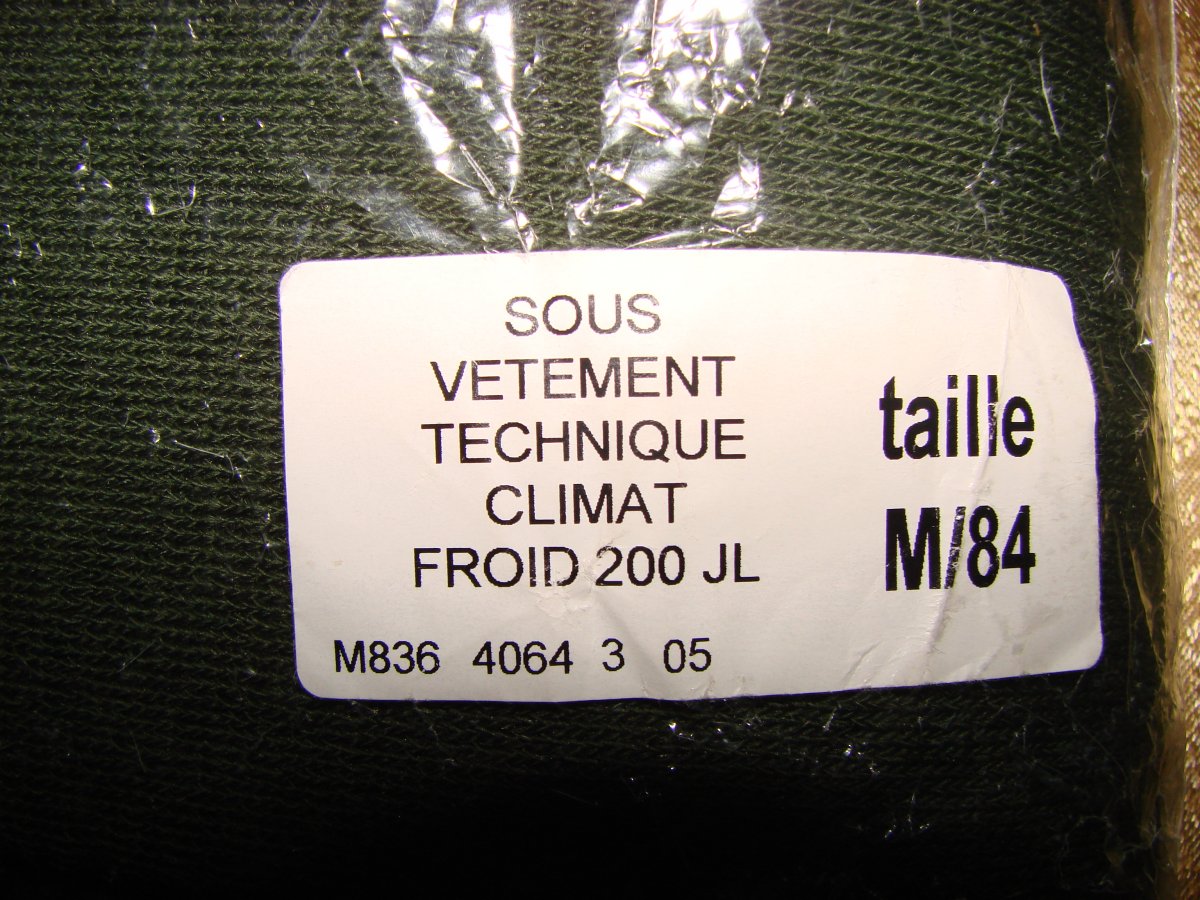 SOUS
VETEMENT
TECHNIQUE
CLIMAT
FROID 200 JL
taille
M/84
M836 4064 3 05